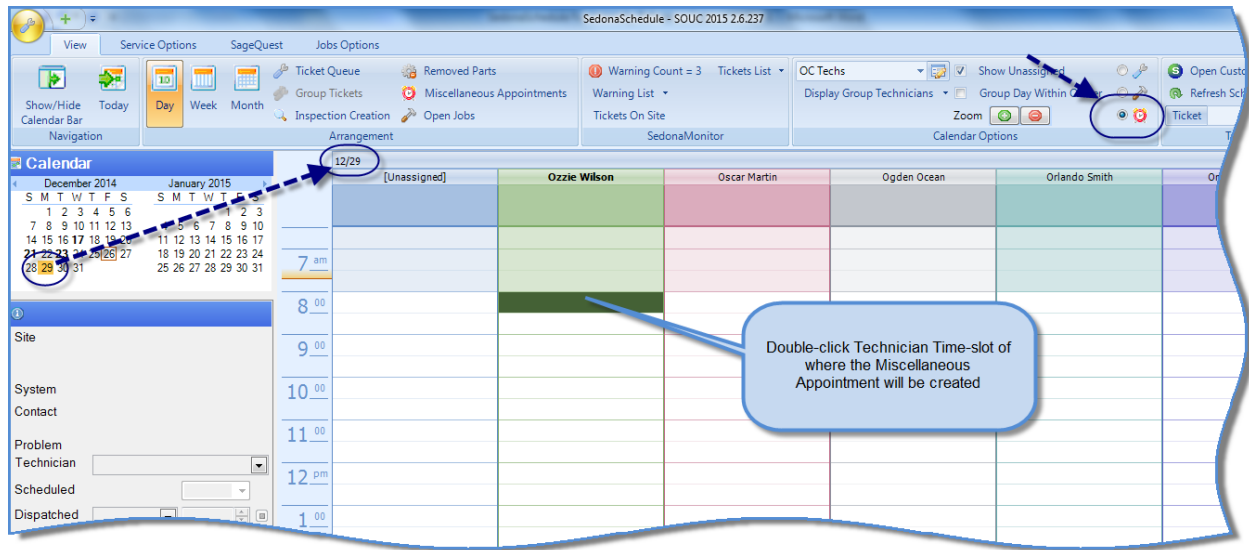 SedonaSchedule - SOUC 2015 2.6.237
View Service Options SageQuest Jobs Options
Show/Hide
Calendar Bar
Today
Navigation
10
Day Week Month
Ticket Queue
Group Tickets
Inspection Creation
Removed Parts
Miscellaneous Appointments
Open Jobs
Arrangement
Warning Count = 3 Tickets List
Warning List
Tickets On Site
SedonaMonitor
OC Techs
Show Unassigned
Display Group Technicians
Group Day Within
Zoom
Calendar Options
Open
Refresh
Ticket
Calendar
December 2014
S M T W T F S
1 2 3 4 5 6
7 8 9 10 11 12 13
14 15 16 17 18 19 20
21 22 23 24 25 26 27
28 29 30 31
January 2015
S M T W T F S
1 2 3
4 5 6 7 8 9 10
11 12 13 14 15 16 17
18 19 20 21 22 23 24
25 26 27 28 29 30 31
12/29
[Unassigned] Ozzie Wilson Oscar Martin Ogden Ocean Orlando Smith
7 am
8 00
9 00
10 00
11 00
12 pm
1 00
Double-click Technician Time-slot of
where the Miscellaneous
Appointment will be created
Site
System
Contact
Problem
Technician
Scheduled
Dispatched